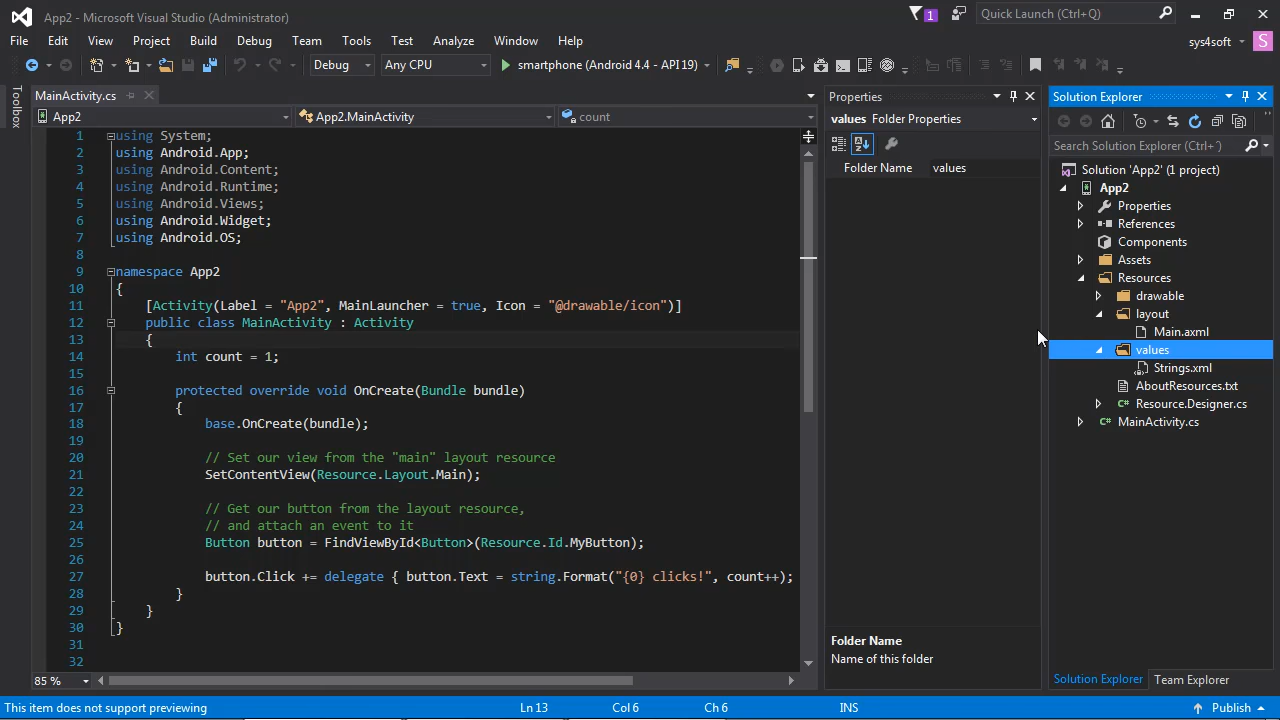 App2 - Microsoft Visual Studio (Administrator)
1
Quick Launch (Ctrl+Q)
File Edit View Project Build Debug Team Tools Test Analyze Window Help
sys4soft
S
Debug
Any CPU
smartphone (Android 4.4 - API 19)
Toolbox
MainActivity.cs
App2
App2.MainActivity
count
1 using System;
2 using Android.App;
3 using Android.Content;
4 using Android.Runtime;
5 using Android.Views;
6 using Android.Widget;
7 using Android.OS;
8
9 namespace App2
10 {
11 [Activity(Label = "App2", MainLauncher = true, Icon = "@drawable/icon")]
12 public class MainActivity : Activity
13 {
14 int count = 1;
15
16 protected override void OnCreate(Bundle bundle)
17 {
18 base.OnCreate(bundle);
19
20 // Set our view from the "main" layout resource
21 SetContentView(Resource.Layout.Main);
22
23 // Get our button from the layout resource,
24 // and attach an event to it
25 Button button = FindViewById<Button>(Resource.Id.MyButton);
26
27 button.Click += delegate { button.Text = string.Format("{0} clicks!", count++);
28 }
29 }
30 }
31
32
85 %
Properties
values Folder Properties
Folder Name values
Folder Name
Name of this folder
Solution Explorer
Search Solution Explorer (Ctrl+´)
Solution 'App2' (1 project)
App2
Properties
References
Components
Assets
Resources
drawable
layout
Main.axml
values
Strings.xml
AboutResources.txt
Resource.Designer.cs
MainActivity.cs
Solution Explorer Team Explorer
This item does not support previewing
Ln 13 Col 6 Ch 6 INS
Publish